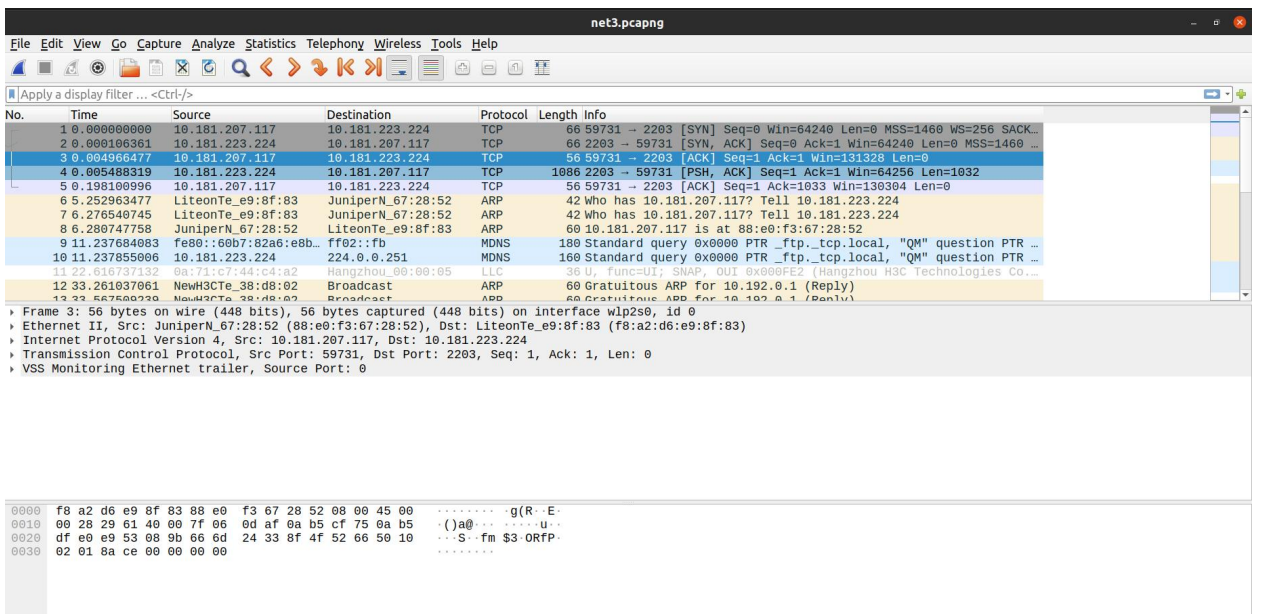 net3.pcapng
File Edit View Go Capture Analyze Statistics Telephony Wireless Tools Help
Apply a display filter … <Ctrl-/>
No. Time Source Destination Protocol Length Info
1 0.000000000 10.181.207.117 10.181.223.224 TCP 66 59731 → 2203 [SYN] Seq=0 Win=64240 Len=0 MSS=1460 WS=256 SACK…
2 0.000106361 10.181.223.224 10.181.207.117 TCP 66 2203 → 59731 [SYN, ACK] Seq=0 Ack=1 Win=64240 Len=0 MSS=1460 …
3 0.004966477 10.181.207.117 10.181.223.224 TCP 56 59731 → 2203 [ACK] Seq=1 Ack=1 Win=131328 Len=0
4 0.005488319 10.181.223.224 10.181.207.117 TCP 1086 2203 → 59731 [PSH, ACK] Seq=1 Ack=1 Win=64256 Len=1032
5 0.198100996 10.181.207.117 10.181.223.224 TCP 56 59731 → 2203 [ACK] Seq=1 Ack=1033 Win=130304 Len=0
6 5.252963477 LiteonTe_e9:8f:83 JuniperN_67:28:52 ARP 42 Who has 10.181.207.117? Tell 10.181.223.224
7 6.276540745 LiteonTe_e9:8f:83 JuniperN_67:28:52 ARP 42 Who has 10.181.207.117? Tell 10.181.223.224
8 6.280747758 JuniperN_67:28:52 LiteonTe_e9:8f:83 ARP 60 10.181.207.117 is at 88:e0:f3:67:28:52
9 11.237684083 fe80::60b7:82a6:e8b… ff02::fb MDNS 180 Standard query 0x0000 PTR _ftp._tcp.local, "QM" question PTR …
10 11.237855006 10.181.223.224 224.0.0.251 MDNS 160 Standard query 0x0000 PTR _ftp._tcp.local, "QM" question PTR …
11 22.616737132 0a:71:c7:44:c4:a2 Hangzhou_00:00:05 LLC 36 U, func=UI; SNAP, OUI 0x000FE2 (Hangzhou H3C Technologies Co.…
12 33.261037061 NewH3CTe_38:d8:02 Broadcast ARP 60 Gratuitous ARP for 10.192.0.1 (Reply)
13 33.567509239 NewH3CTe_38:d8:02 Broadcast ARP 60 Gratuitous ARP for 10.192.0.1 (Reply)
Frame 3: 56 bytes on wire (448 bits), 56 bytes captured (448 bits) on interface wlp2s0, id 0
Ethernet II, Src: JuniperN_67:28:52 (88:e0:f3:67:28:52), Dst: LiteonTe_e9:8f:83 (f8:a2:d6:e9:8f:83)
Internet Protocol Version 4, Src: 10.181.207.117, Dst: 10.181.223.224
Transmission Control Protocol, Src Port: 59731, Dst Port: 2203, Seq: 1, Ack: 1, Len: 0
VSS Monitoring Ethernet trailer, Source Port: 0
0000 f8 a2 d6 e9 8f 83 88 e0 f3 67 28 52 08 00 45 00 ········ ·g(R··E·
0010 00 28 29 61 40 00 7f 06 0d af 0a b5 cf 75 0a b5 ·()a@··· ·····u··
0020 df e0 e9 53 08 9b 66 6d 24 33 8f 4f 52 66 50 10 ···S··fm $3·ORfP·
0030 02 01 8a ce 00 00 00 00 ········